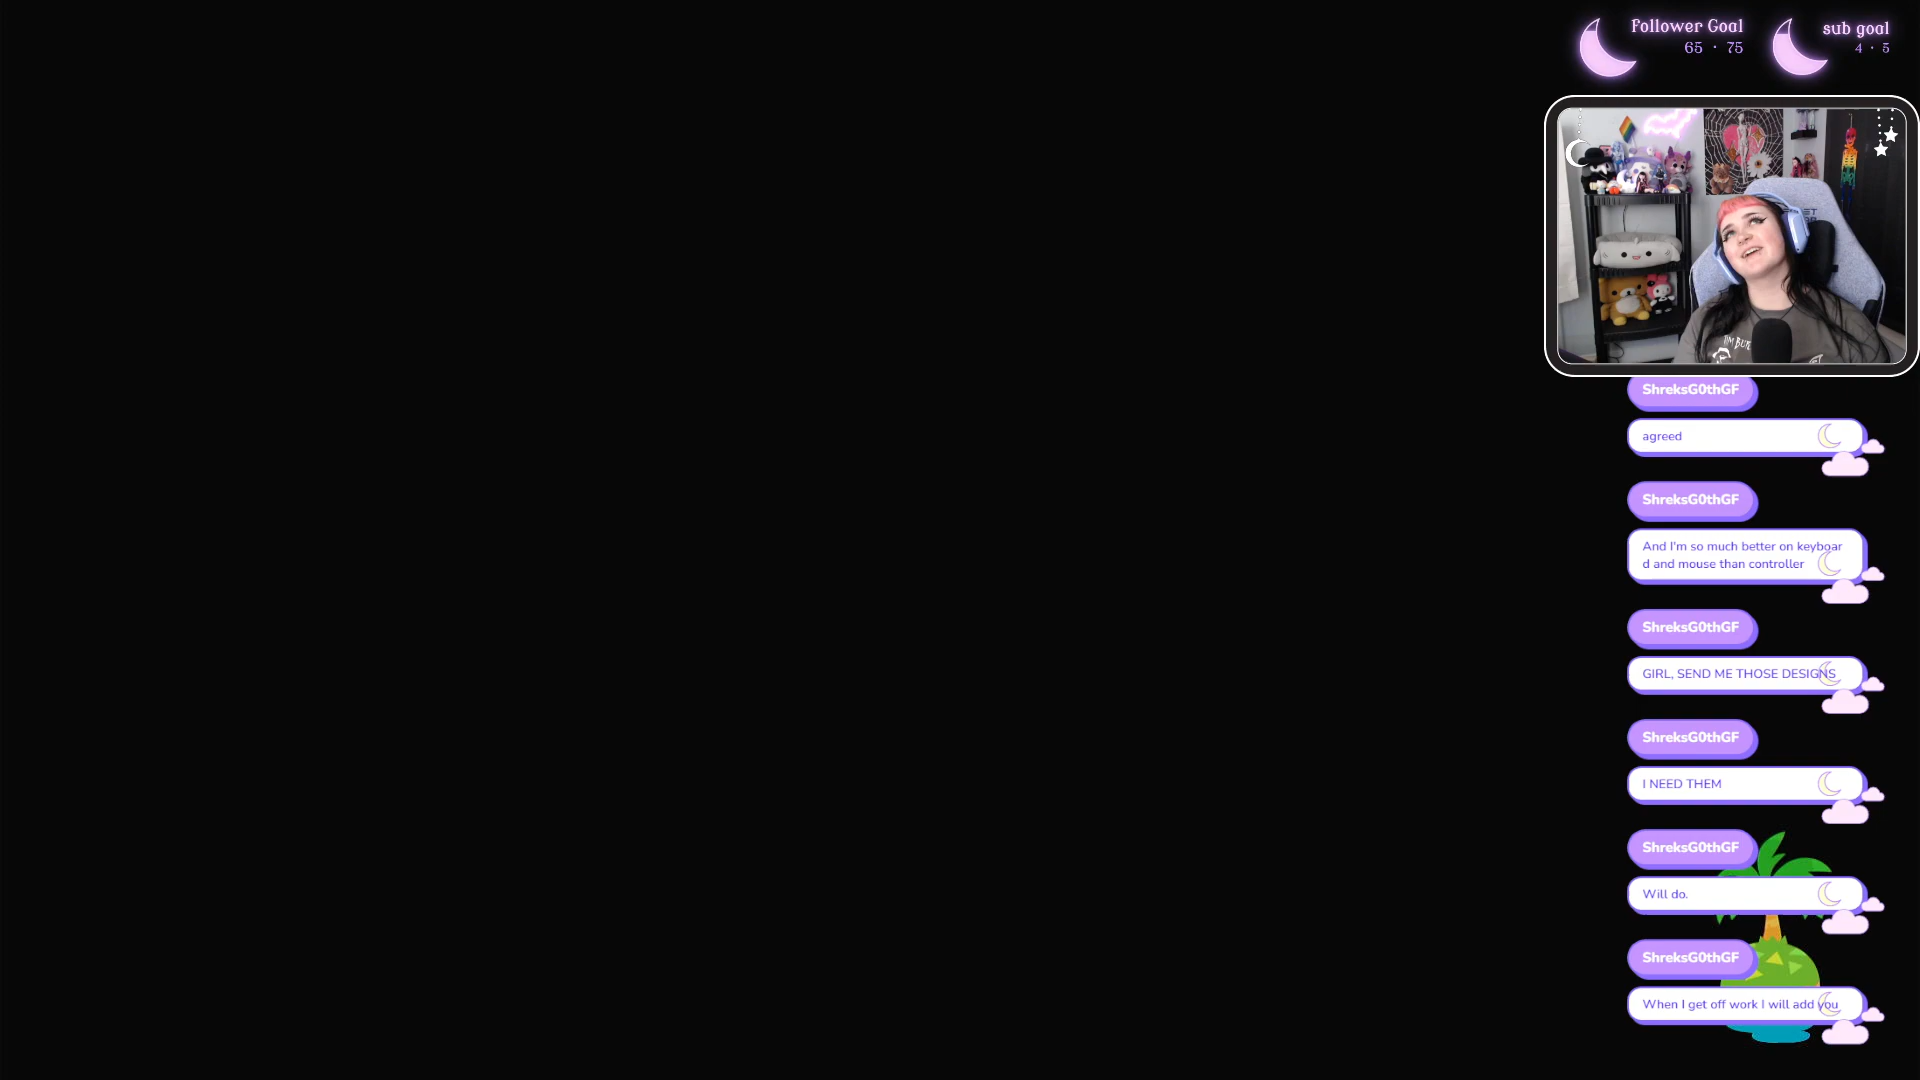 Follower Goal
65 · 75
sub goal
4 · 5
TIM BUR
ShreksG0thGF
agreed
ShreksG0thGF
And I'm so much better on keyboar
d and mouse than controller
ShreksG0thGF
GIRL, SEND ME THOSE DESIGNS
ShreksG0thGF
I NEED THEM
ShreksG0thGF
Will do.
ShreksG0thGF
When I get off work I will add you